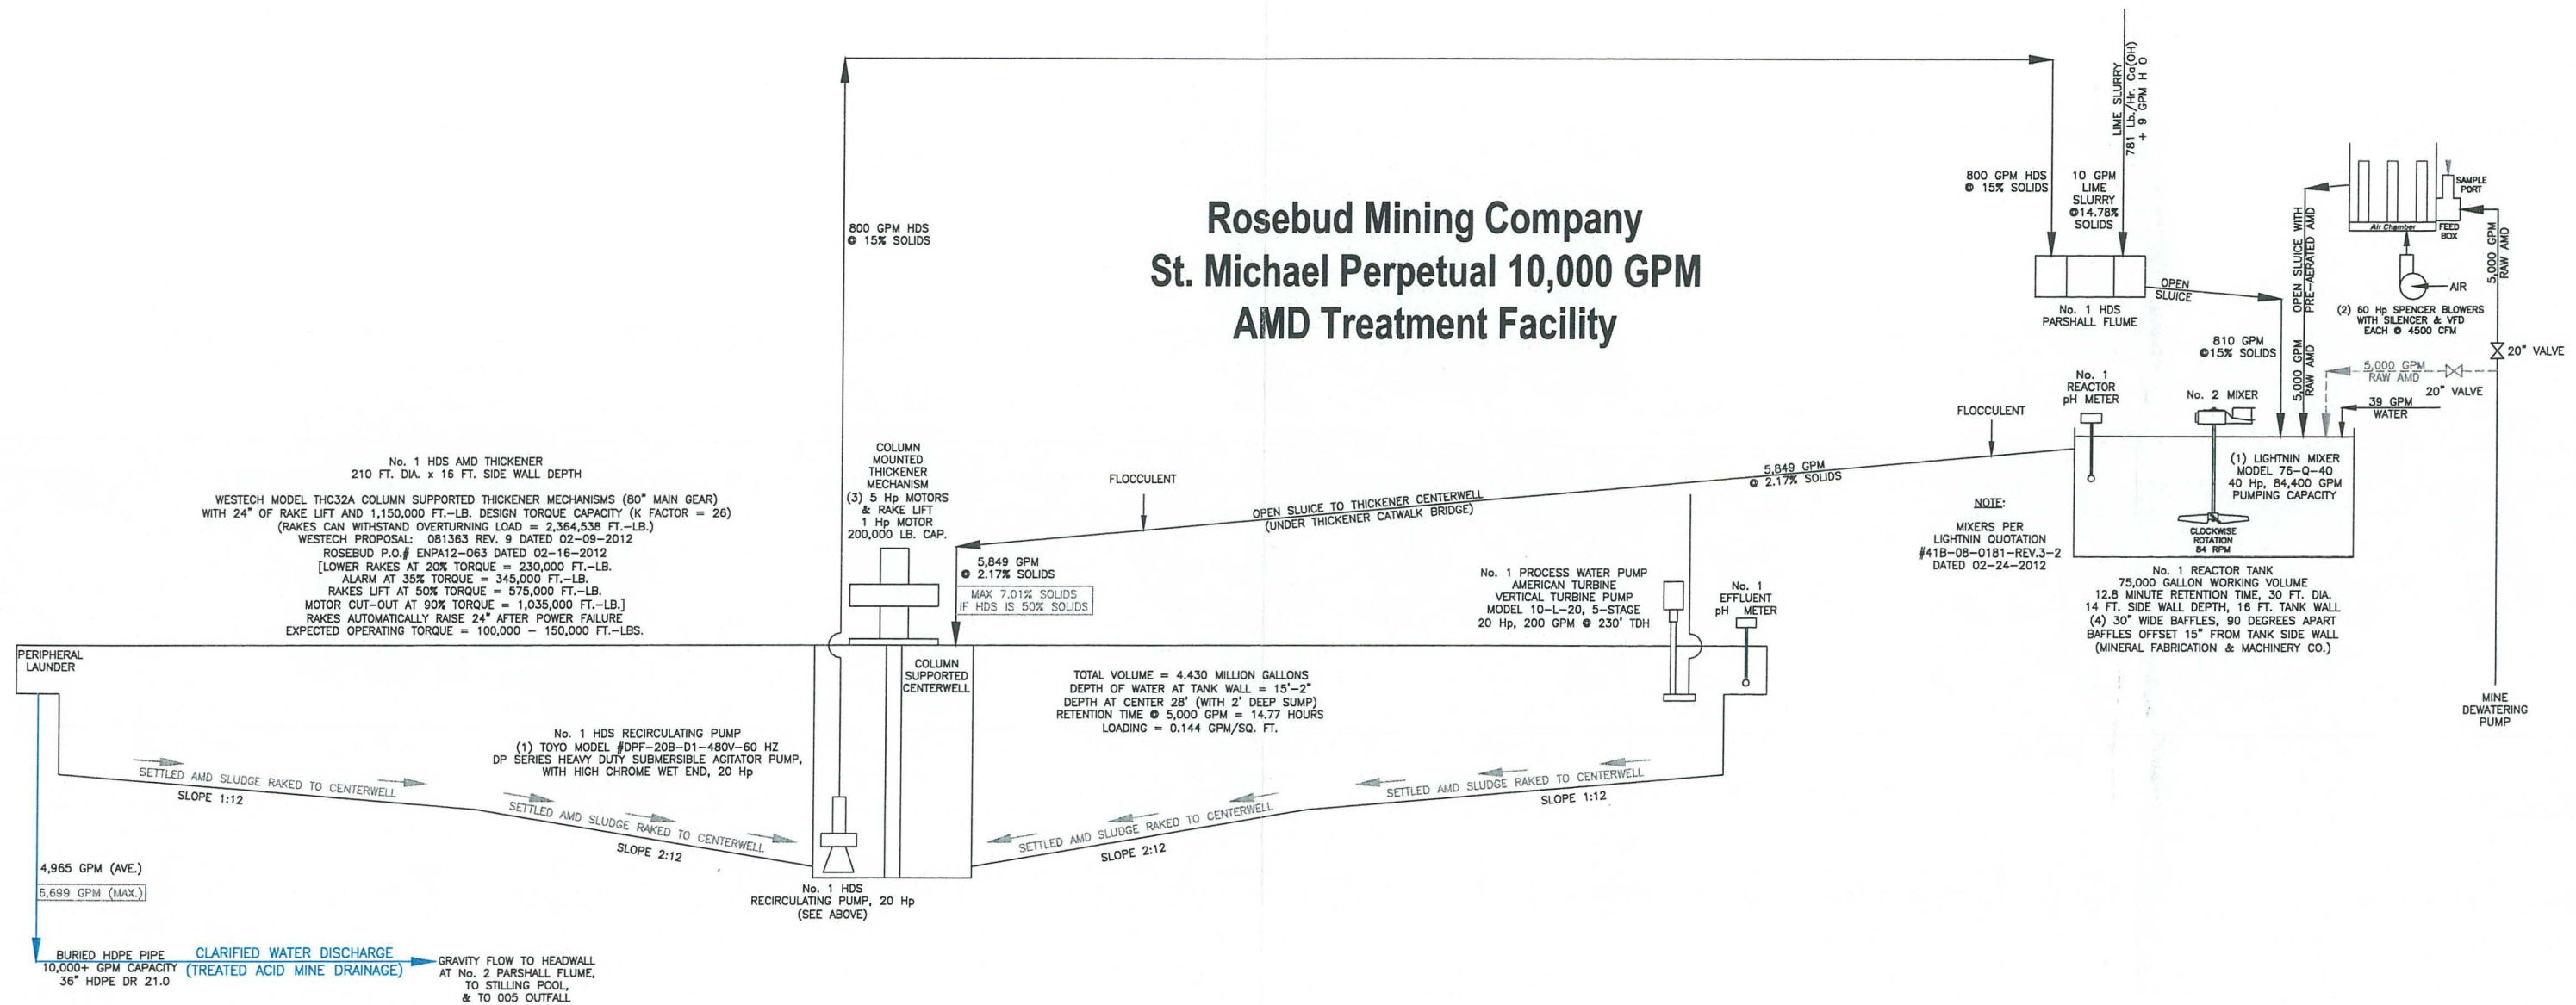 Rosebud Mining Company
St. Michael Perpetual 10,000 GPM
AMD Treatment Facility
800 GPM HDS
@ 15% SOLIDS
800 GPM HDS
@ 15% SOLIDS
10 GPM
LIME
SLURRY
@14.78%
SOLIDS
LIME SLURRY
781 Lb./Hr. Ca(OH)
+ 9 GPM H O
No. 1 HDS
PARSHALL FLUME
OPEN
SLUICE
810 GPM
@15% SOLIDS
5,000 GPM OPEN SLUICE WITH
RAW AMD PRE-AERATED AMD
SAMPLE
PORT
Air Chamber
FEED
BOX
AIR
(2) 60 Hp SPENCER BLOWERS
WITH SILENCER & VFD
EACH @ 4500 CFM
5,000 GPM
RAW AMD
20" VALVE
5,000 GPM
RAW AMD
20" VALVE
39 GPM
WATER
No. 1
REACTOR
pH METER
No. 2 MIXER
(1) LIGHTNIN MIXER
MODEL 76-Q-40
40 Hp, 84,400 GPM
PUMPING CAPACITY
CLOCKWISE
ROTATION
84 RPM
No. 1 REACTOR TANK
75,000 GALLON WORKING VOLUME
12.8 MINUTE RETENTION TIME, 30 FT. DIA.
14 FT. SIDE WALL DEPTH, 16 FT. TANK WALL
(4) 30" WIDE BAFFLES, 90 DEGREES APART
BAFFLES OFFSET 15" FROM TANK SIDE WALL
(MINERAL FABRICATION & MACHINERY CO.)
MINE
DEWATERING
PUMP
NOTE:
MIXERS PER
LIGHTNIN QUOTATION
#41B-08-0181-REV.3-2
DATED 02-24-2012
FLOCCULENT
5,849 GPM
@ 2.17% SOLIDS
OPEN SLUICE TO THICKENER CENTERWELL
(UNDER THICKENER CATWALK BRIDGE)
FLOCCULENT
5,849 GPM
@ 2.17% SOLIDS
MAX 7.01% SOLIDS
IF HDS IS 50% SOLIDS
COLUMN
MOUNTED
THICKENER
MECHANISM
(3) 5 Hp MOTORS
& RAKE LIFT
1 Hp MOTOR
200,000 LB. CAP.
No. 1 HDS AMD THICKENER
210 FT. DIA. x 16 FT. SIDE WALL DEPTH
WESTECH MODEL THC32A COLUMN SUPPORTED THICKENER MECHANISMS (80" MAIN GEAR)
WITH 24" OF RAKE LIFT AND 1,150,000 FT.-LB. DESIGN TORQUE CAPACITY (K FACTOR = 26)
(RAKES CAN WITHSTAND OVERTURNING LOAD = 2,364,538 FT.-LB.)
WESTECH PROPOSAL: 081363 REV. 9 DATED 02-09-2012
ROSEBUD P.O.# ENPA12-063 DATED 02-16-2012
[LOWER RAKES AT 20% TORQUE = 230,000 FT.-LB.
ALARM AT 35% TORQUE = 345,000 FT.-LB.
RAKES LIFT AT 50% TORQUE = 575,000 FT.-LB.
MOTOR CUT-OUT AT 90% TORQUE = 1,035,000 FT.-LB.]
RAKES AUTOMATICALLY RAISE 24" AFTER POWER FAILURE
EXPECTED OPERATING TORQUE = 100,000 - 150,000 FT.-LBS.
No. 1 PROCESS WATER PUMP
AMERICAN TURBINE
VERTICAL TURBINE PUMP
MODEL 10-L-20, 5-STAGE
20 Hp, 200 GPM @ 230' TDH
No. 1
EFFLUENT
pH METER
PERIPHERAL
LAUNDER
COLUMN
SUPPORTED
CENTERWELL
TOTAL VOLUME = 4.430 MILLION GALLONS
DEPTH OF WATER AT TANK WALL = 15'-2"
DEPTH AT CENTER 28' (WITH 2' DEEP SUMP)
RETENTION TIME @ 5,000 GPM = 14.77 HOURS
LOADING = 0.144 GPM/SQ. FT.
No. 1 HDS RECIRCULATING PUMP
(1) TOYO MODEL #DPF-20B-D1-480V-60 HZ
DP SERIES HEAVY DUTY SUBMERSIBLE AGITATOR PUMP,
WITH HIGH CHROME WET END, 20 Hp
SETTLED AMD SLUDGE RAKED TO CENTERWELL
SLOPE 1:12
SETTLED AMD SLUDGE RAKED TO CENTERWELL
SLOPE 2:12
SETTLED AMD SLUDGE RAKED TO CENTERWELL
SLOPE 2:12
SETTLED AMD SLUDGE RAKED TO CENTERWELL
SLOPE 1:12
No. 1 HDS
RECIRCULATING PUMP, 20 Hp
(SEE ABOVE)
4,965 GPM (AVE.)
6,699 GPM (MAX.)
BURIED HDPE PIPE
10,000+ GPM CAPACITY
36" HDPE DR 21.0
CLARIFIED WATER DISCHARGE
(TREATED ACID MINE DRAINAGE)
GRAVITY FLOW TO HEADWALL
AT No. 2 PARSHALL FLUME,
TO STILLING POOL,
& TO 005 OUTFALL